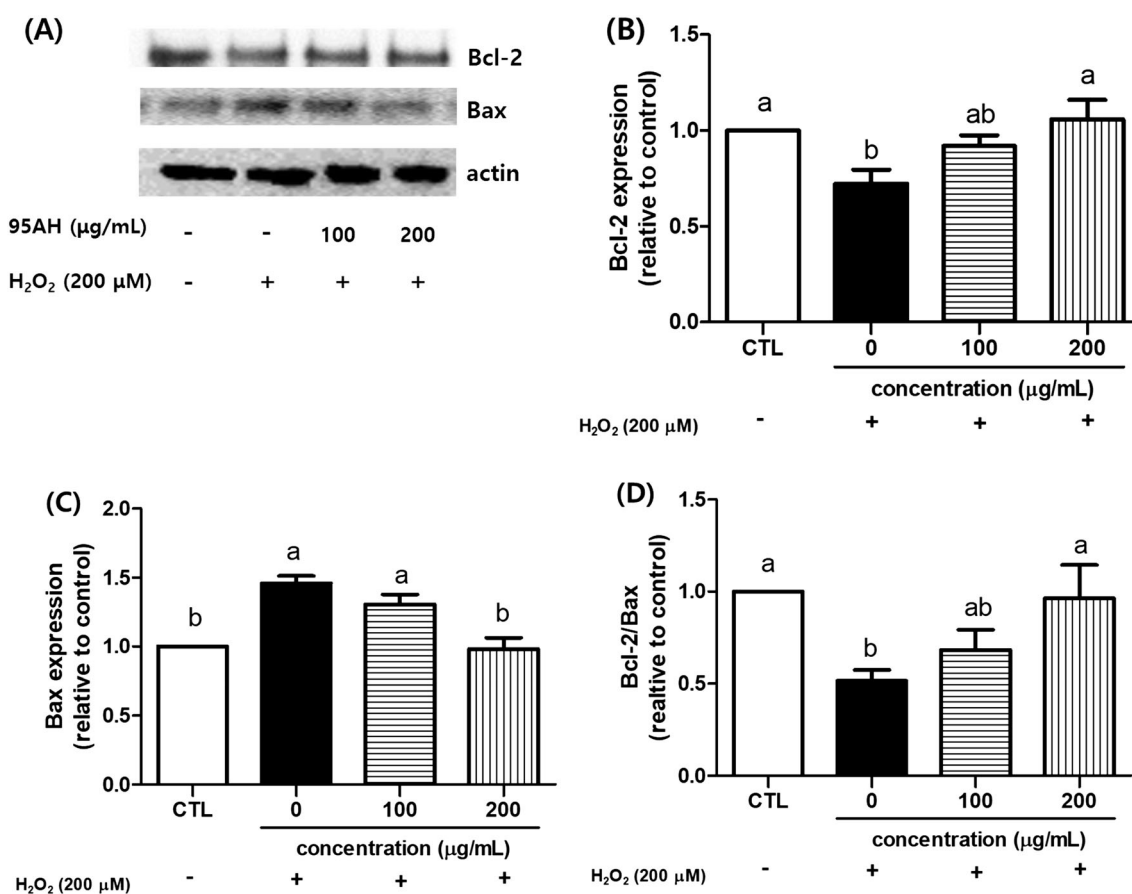 (A)
Bcl-2
Bax
actin
95AH (μg/mL) - - 100 200
H₂O₂ (200 μM) - + + +
(B)
Bcl-2 expression
(relative to control)
1.5
1.0
0.5
0.0
a b ab a
CTL 0 100 200
concentration (μg/mL)
H₂O₂ (200 μM) - + + +
(C)
Bax expression
(relative to control)
2.0
1.5
1.0
0.5
0.0
b a a b
CTL 0 100 200
concentration (μg/mL)
H₂O₂ (200 μM) - + + +
(D)
Bcl-2/Bax
(realtive to control)
1.5
1.0
0.5
0.0
a b ab a
CTL 0 100 200
concentration (μg/mL)
H₂O₂ (200 μM) - + + +